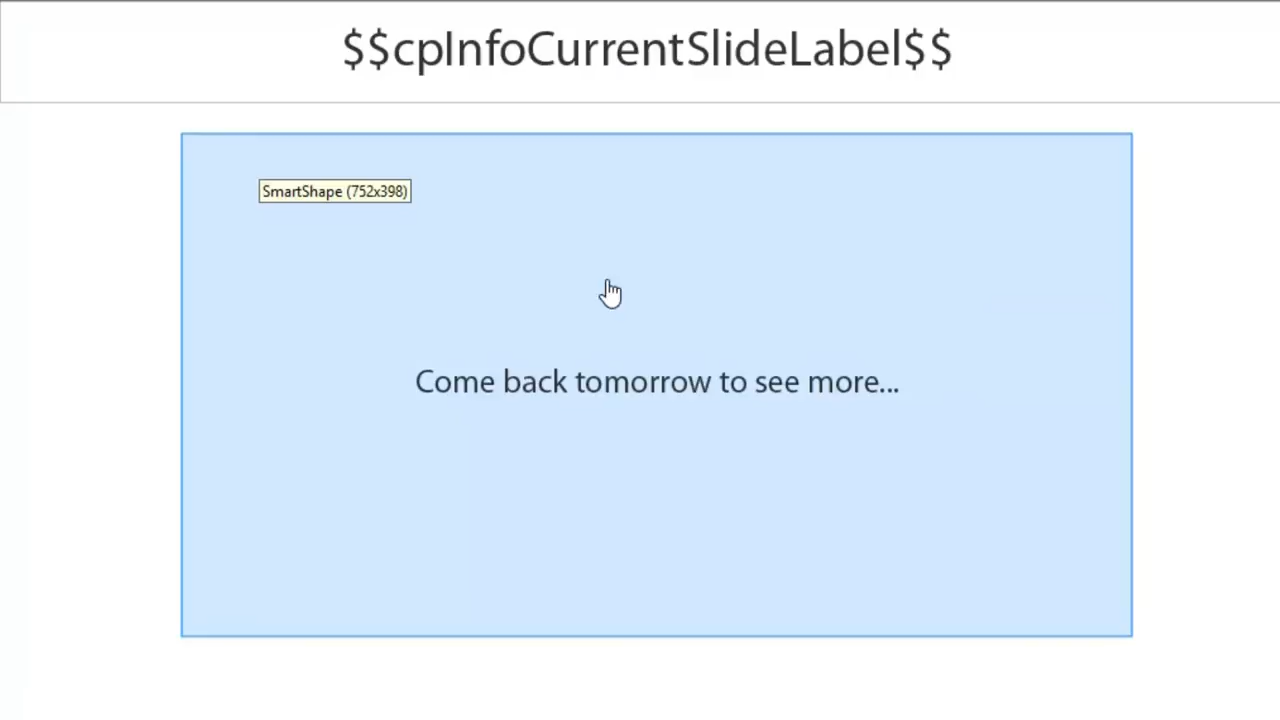 $$cpInfoCurrentSlideLabel$$
SmartShape (752x398)
Come back tomorrow to see more...